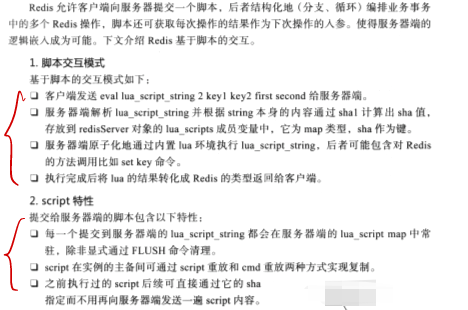 Redis 允许客户端向服务器提交一个脚本，后者结构化地（分支、循环）编排业务事务
中的多个 Redis 操作，脚本还可获取每次操作的结果作为下次操作的入参。使得服务器端的
逻辑嵌入成为可能。下文介绍 Redis 基于脚本的交互。
1. 脚本交互模式
基于脚本的交互模式如下：
❑ 客户端发送 eval lua_script_string 2 key1 key2 first second 给服务器端。
❑ 服务器端解析 lua_script_string 并根据 string 本身的内容通过 sha1 计算出 sha 值，
存放到 redisServer 对象的 lua_scripts 成员变量中，它为 map 类型，sha 作为键。
❑ 服务器端原子化地通过内置 lua 环境执行 lua_script_string，后者可能包含对 Redis
的方法调用比如 set key 命令。
❑ 执行完成后将 lua 的结果转化成 Redis 的类型返回给客户端。
2. script 特性
提交给服务器端的脚本包含以下特性：
❑ 每一个提交到服务器端的 lua_script_string 都会在服务器端的 lua_script map 中常
驻，除非显式通过 FLUSH 命令清理。
❑ script 在实例的主备间可通过 script 重放和 cmd 重放两种方式实现复制。
❑ 之前执行过的 script 后续可直接通过它的 sha
指定而不用再向服务器端发送一遍 script 内容。